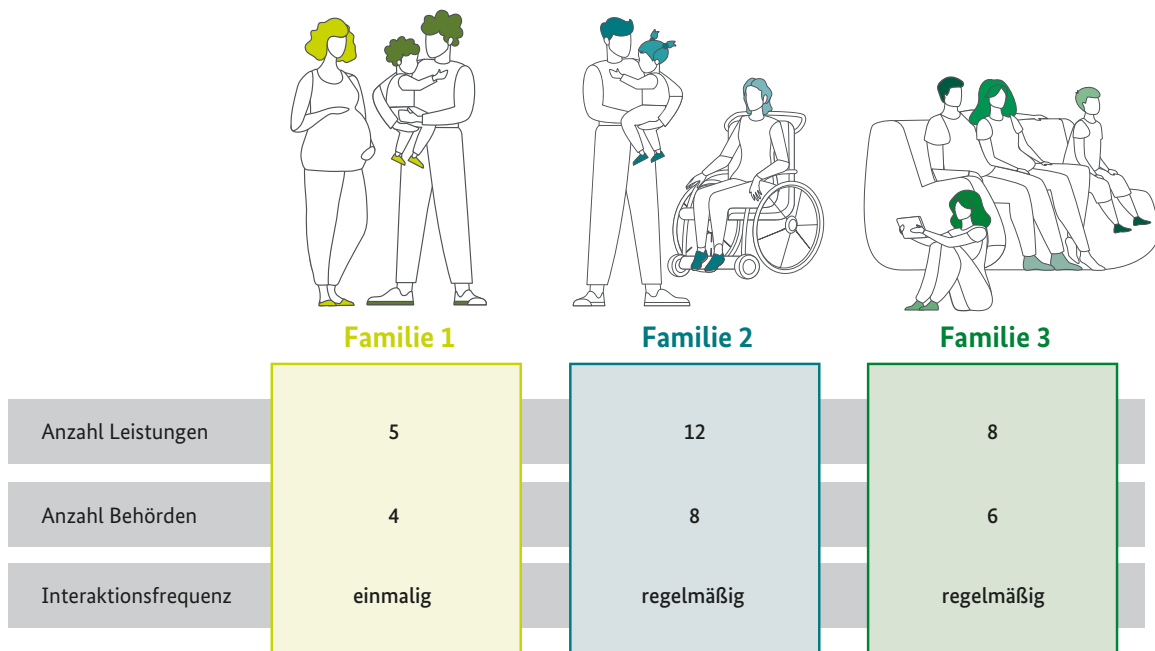 Familie 1 Familie 2 Familie 3
Anzahl Leistungen 5 12 8
Anzahl Behörden 4 8 6
Interaktionsfrequenz einmalig regelmäßig regelmäßig